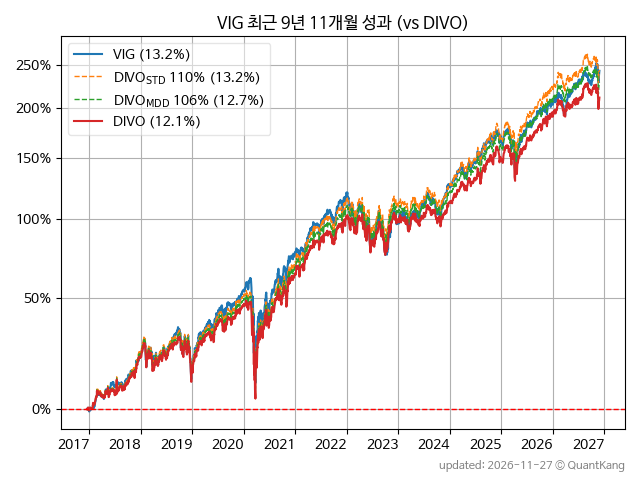 VIG 최근 9년 11개월 성과 (vs DIVO)
VIG (13.2%)
DIVO_STD 110% (13.2%)
DIVO_MDD 106% (12.7%)
DIVO (12.1%)
250%
200%
150%
100%
50%
0%
2017 2018 2019 2020 2021 2022 2023 2024 2025 2026 2027
updated: 2026-11-27 © QuantKang